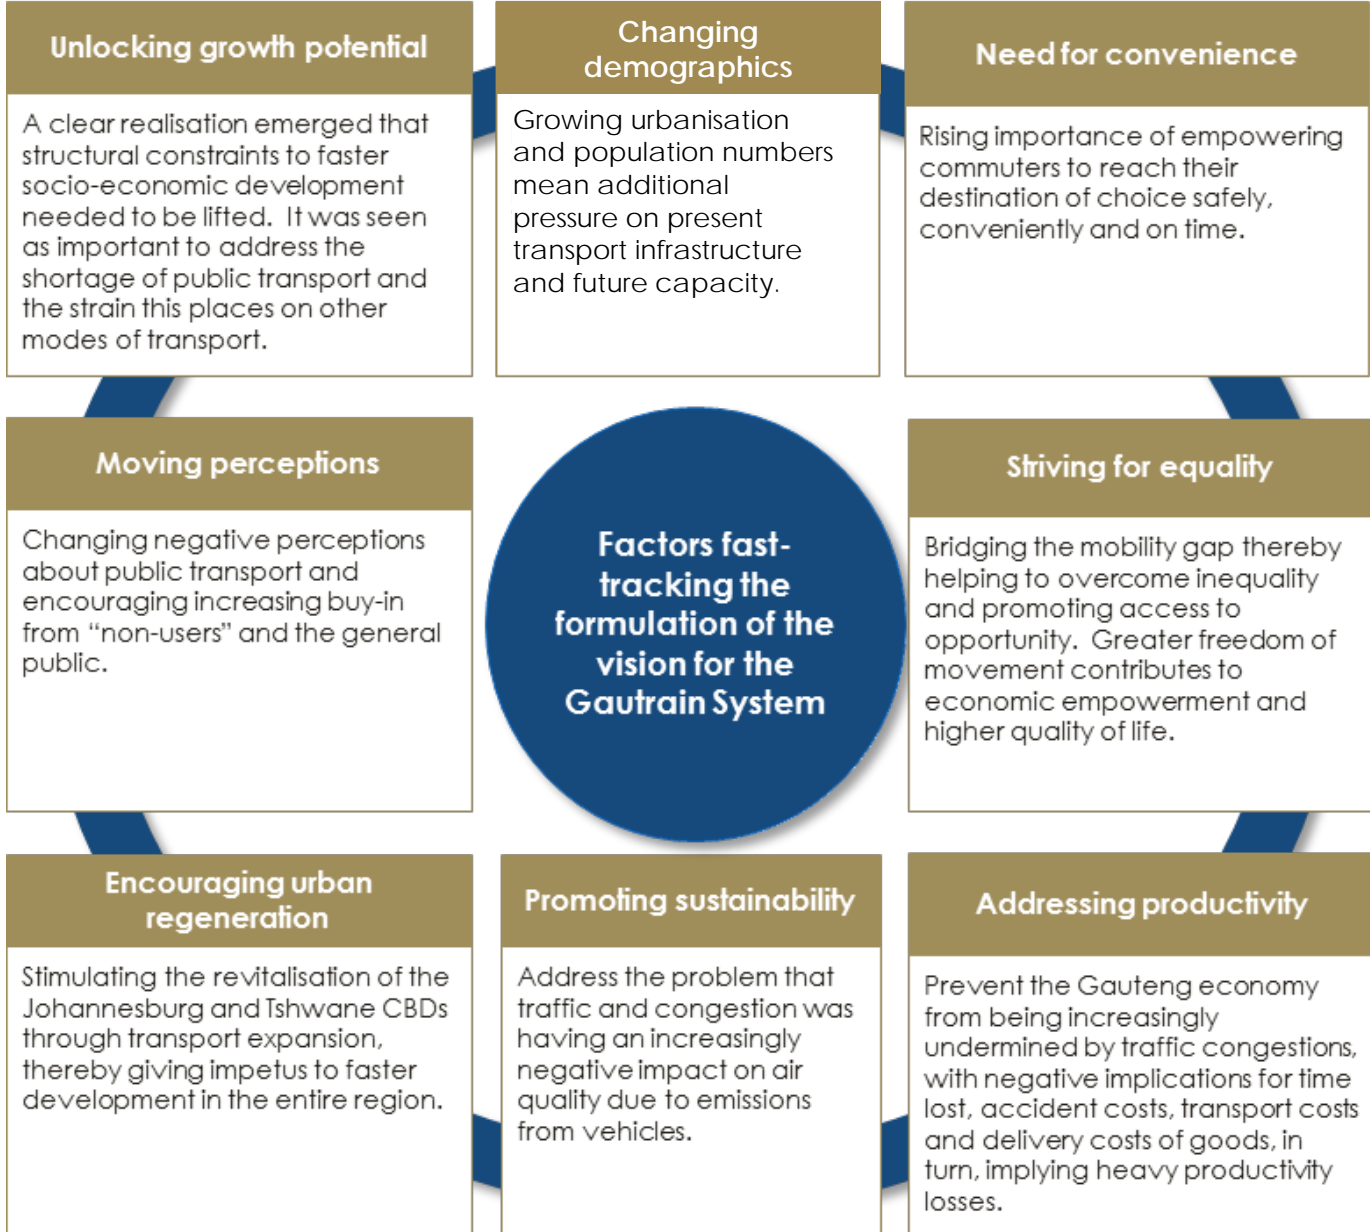 Unlocking growth potential
A clear realisation emerged that
structural constraints to faster
socio-economic development
needed to be lifted.  It was seen
as important to address the
shortage of public transport and
the strain this places on other
modes of transport.
Changing
demographics
Growing urbanisation
and population numbers
mean additional
pressure on present
transport infrastructure
and future capacity.
Need for convenience
Rising importance of empowering
commuters to reach their
destination of choice safely,
conveniently and on time.
Moving perceptions
Changing negative perceptions
about public transport and
encouraging increasing buy-in
from “non-users” and the general
public.
Factors fast-
tracking the
formulation of the
vision for the
Gautrain System
Striving for equality
Bridging the mobility gap thereby
helping to overcome inequality
and promoting access to
opportunity.  Greater freedom of
movement contributes to
economic empowerment and
higher quality of life.
Encouraging urban
regeneration
Stimulating the revitalisation of the
Johannesburg and Tshwane CBDs
through transport expansion,
thereby giving impetus to faster
development in the entire region.
Promoting sustainability
Address the problem that
traffic and congestion was
having an increasingly
negative impact on air
quality due to emissions
from vehicles.
Addressing productivity
Prevent the Gauteng economy
from being increasingly
undermined by traffic congestions,
with negative implications for time
lost, accident costs, transport costs
and delivery costs of goods, in
turn, implying heavy productivity
losses.